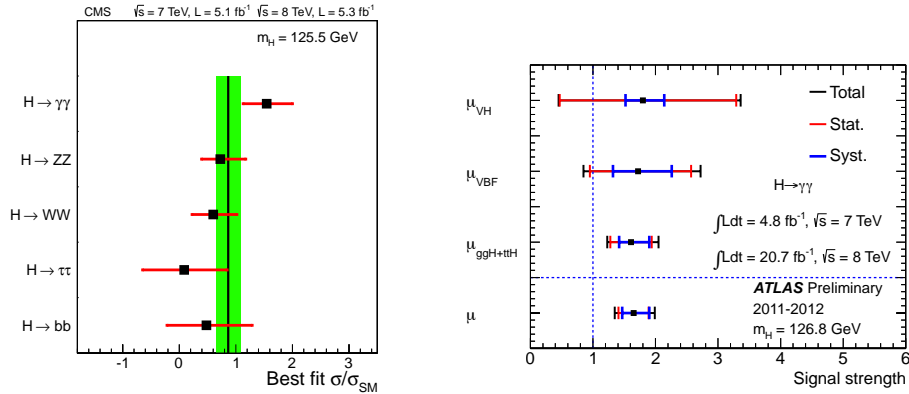 CMS √s = 7 TeV, L = 5.1 fb⁻¹ √s = 8 TeV, L = 5.3 fb⁻¹
m_H = 125.5 GeV
H → γγ
H → ZZ
H → WW
H → ττ
H → bb
-1 0 1 2 3
Best fit σ/σ_SM
μ_VH
μ_VBF
μ_ggH+ttH
μ
Total
Stat.
Syst.
H→γγ
∫Ldt = 4.8 fb⁻¹, √s = 7 TeV
∫Ldt = 20.7 fb⁻¹, √s = 8 TeV
ATLAS Preliminary
2011-2012
m_H = 126.8 GeV
0 1 2 3 4 5 6
Signal strength